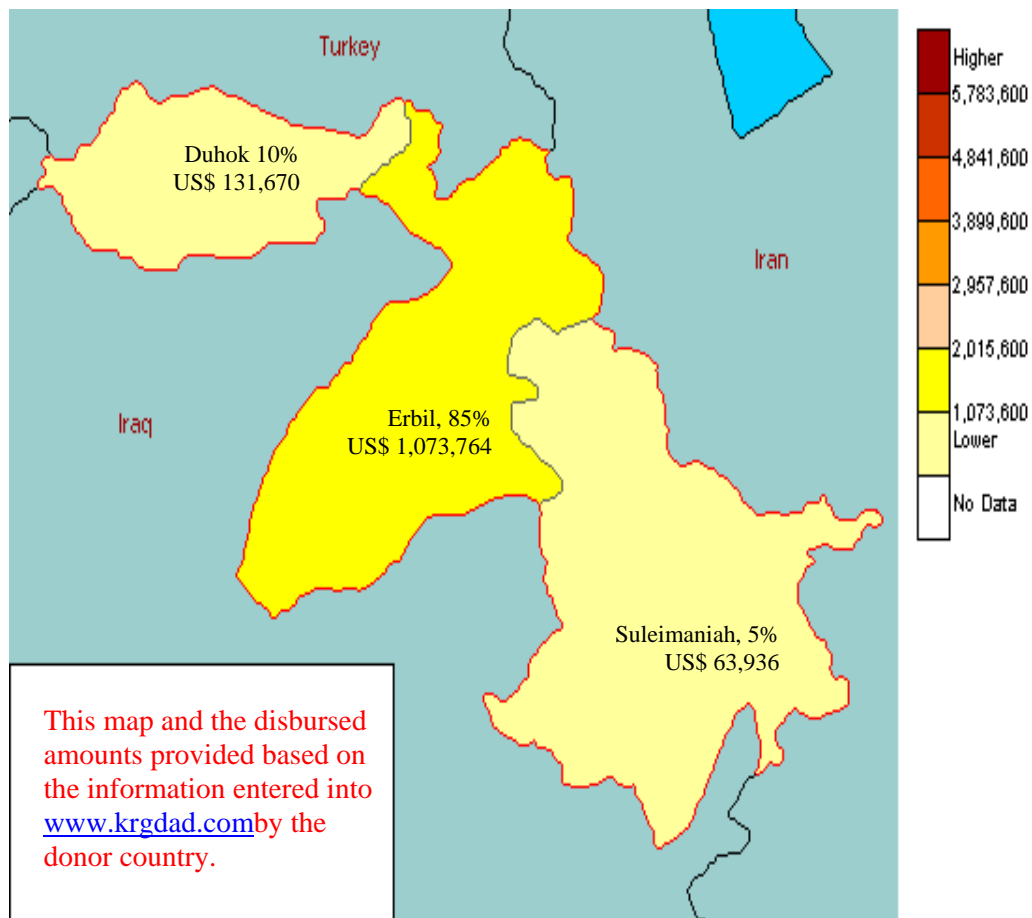 Turkey
Duhok 10%
US$ 131,670
Iran
Iraq
Erbil, 85%
US$ 1,073,764
Suleimaniah, 5%
US$ 63,936
This map and the disbursed
amounts provided based on
the information entered into
www.krgdad.comby the
donor country.
Higher
5,783,600
4,841,600
3,899,600
2,957,600
2,015,600
1,073,600
Lower
No Data